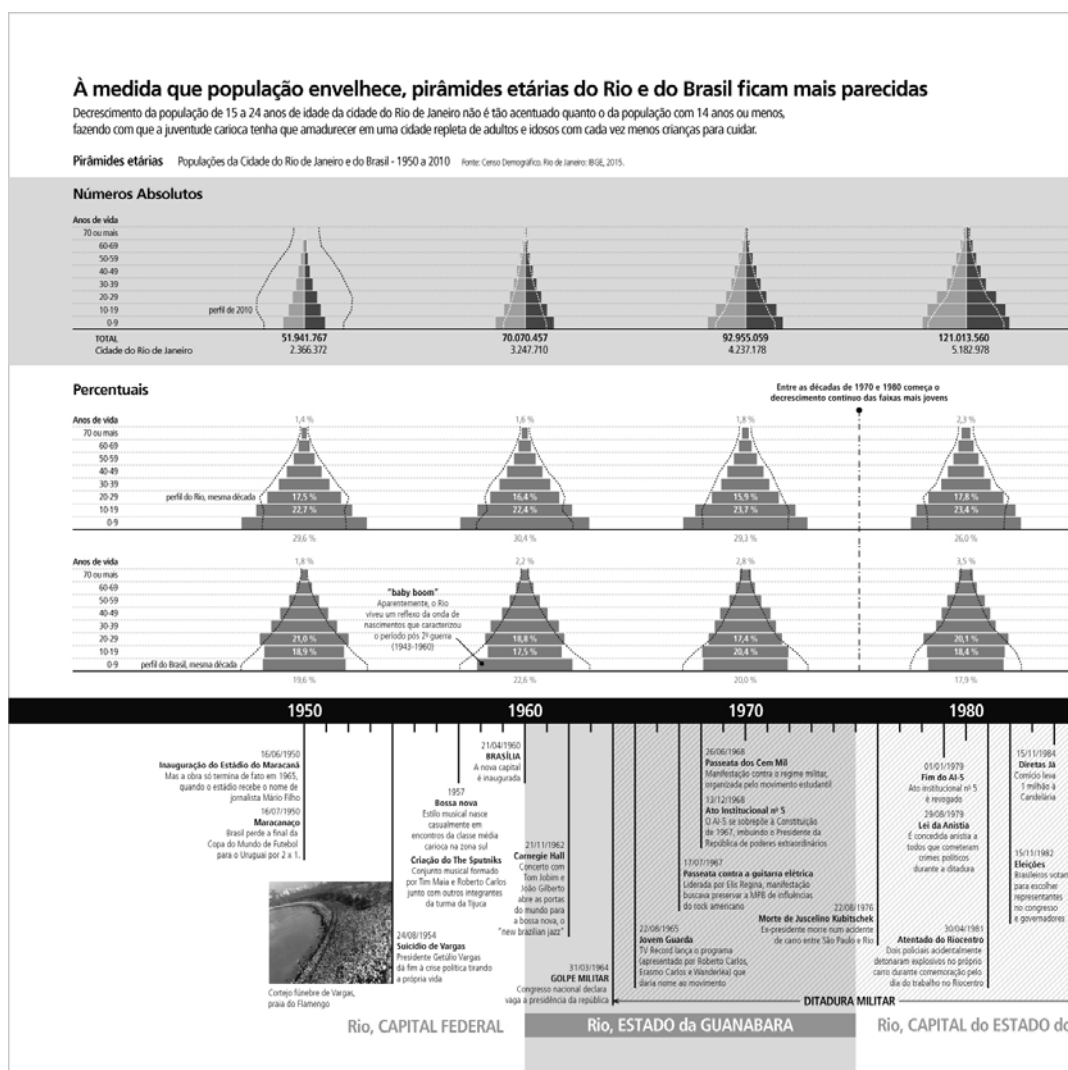 À medida que população envelhece, pirâmides etárias do Rio e do Brasil ficam mais parecidas
Decrescimento da população de 15 a 24 anos de idade da cidade do Rio de Janeiro não é tão acentuado quanto o da população com 14 anos ou menos,
fazendo com que a juventude carioca tenha que amadurecer em uma cidade repleta de adultos e idosos com cada vez menos crianças para cuidar.
Pirâmides etárias Populações da Cidade do Rio de Janeiro e do Brasil - 1950 a 2010 Fonte: Censo Demográfico. Rio de Janeiro: IBGE, 2015.
Números Absolutos
Anos de vida
70 ou mais
60-69
50-59
40-49
30-39
20-29
10-19
0-9
perfil de 2010
TOTAL 51.941.767 70.070.457 92.955.059 121.013.560
Cidade do Rio de Janeiro 2.366.372 3.247.710 4.237.178 5.182.978
Percentuais
Entre as décadas de 1970 e 1980 começa o
decrescimento contínuo das faixas mais jovens
Anos de vida 1,4 % 1,6 % 1,8 % 2,3 %
70 ou mais
60-69
50-59
40-49
30-39
perfil do Rio, mesma década 20-29 17,5 % 16,4 % 15,9 % 17,8 %
10-19 22,7 % 22,4 % 23,7 % 23,4 %
0-9
29,6 % 30,4 % 29,3 % 26,0 %
Anos de vida 1,8 % 2,2 % 2,8 % 3,5 %
70 ou mais
60-69
50-59
40-49
30-39
20-29 21,0 % 18,8 % 17,4 % 20,1 %
10-19 18,9 % 17,5 % 20,4 % 18,4 %
0-9 perfil do Brasil, mesma década
19,6 % 22,6 % 20,0 % 17,9 %
"baby boom"
Aparentemente, o Rio
viveu um reflexo da onda de
nascimentos que caracterizou
o período pós 2ª guerra
(1943-1960)
1950 1960 1970 1980
16/06/1950
Inauguração do Estádio do Maracanã
Mas a obra só termina de fato em 1965,
quando o estádio recebe o nome de
jornalista Mário Filho
16/07/1950
Maracanaço
Brasil perde a final da
Copa do Mundo de Futebol
para o Uruguai por 2 x 1.
Cortejo fúnebre de Vargas,
praia do Flamengo
24/08/1954
Suicídio de Vargas
Presidente Getúlio Vargas
dá fim à crise política tirando
a própria vida
21/04/1960
BRASÍLIA
A nova capital
é inaugurada
1957
Bossa nova
Estilo musical nasce
casualmente em
encontros da classe média
carioca na zona sul
Criação do The Sputniks
Conjunto musical formado
por Tim Maia e Roberto Carlos
junto com outros integrantes
da turma da Tijuca
21/11/1962
Carnegie Hall
Concerto com
Tom Jobim e
João Gilberto
abre as portas
do mundo para
a bossa nova, o
"new brazilian jazz"
31/03/1964
GOLPE MILITAR
Congresso nacional declara
vaga a presidência da república
26/06/1968
Passeata dos Cem Mil
Manifestação contra o regime militar,
organizada pelo movimento estudantil
13/12/1968
Ato Institucional nº 5
O AI-5 se sobrepõe à Constituição
de 1967, imbuindo o Presidente da
República de poderes extraordinários
17/07/1967
Passeata contra a guitarra elétrica
Liderada por Elis Regina, manifestação
buscava preservar a MPB de influências
do rock americano
22/08/1965
Jovem Guarda
TV Record lança o programa
(apresentado por Roberto Carlos,
Erasmo Carlos e Wanderléa) que
daria nome ao movimento
22/08/1976
Morte de Juscelino Kubitschek
Ex-presidente morre num acidente
de carro entre São Paulo e Rio
01/01/1979
Fim do AI-5
Ato institucional nº 5
é revogado
29/08/1979
Lei da Anistia
É concedida anistia a
todos que cometeram
crimes políticos
durante a ditadura
30/04/1981
Atentado do Riocentro
Dois policiais acidentalmente
detonaram explosivos no próprio
carro durante comemoração pelo
dia do trabalho no Riocentro
15/11/1984
Diretas Já
Comício leva
1 milhão à
Candelária
15/11/1982
Eleições
Brasileiros votam
para escolher
representantes
no congresso
e governadores
DITADURA MILITAR
Rio, CAPITAL FEDERAL
Rio, ESTADO da GUANABARA
Rio, CAPITAL do ESTADO do